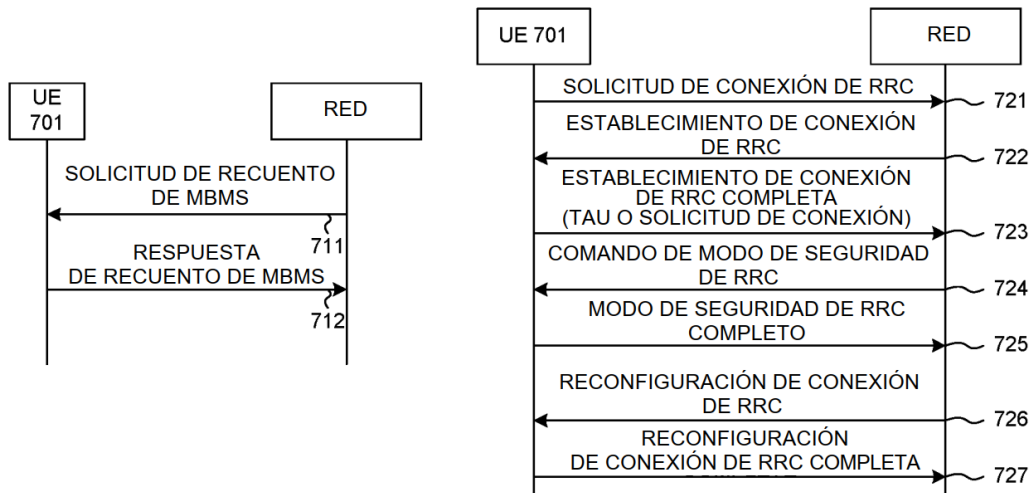 UE
701
RED
SOLICITUD DE RECUENTO
DE MBMS
711
RESPUESTA
DE RECUENTO DE MBMS
712
UE 701
RED
SOLICITUD DE CONEXIÓN DE RRC
721
ESTABLECIMIENTO DE CONEXIÓN
DE RRC
722
ESTABLECIMIENTO DE CONEXIÓN
DE RRC COMPLETA
(TAU O SOLICITUD DE CONEXIÓN)
723
COMANDO DE MODO DE SEGURIDAD
DE RRC
724
MODO DE SEGURIDAD DE RRC
COMPLETO
725
RECONFIGURACIÓN DE CONEXIÓN
DE RRC
726
RECONFIGURACIÓN
DE CONEXIÓN DE RRC COMPLETA
727